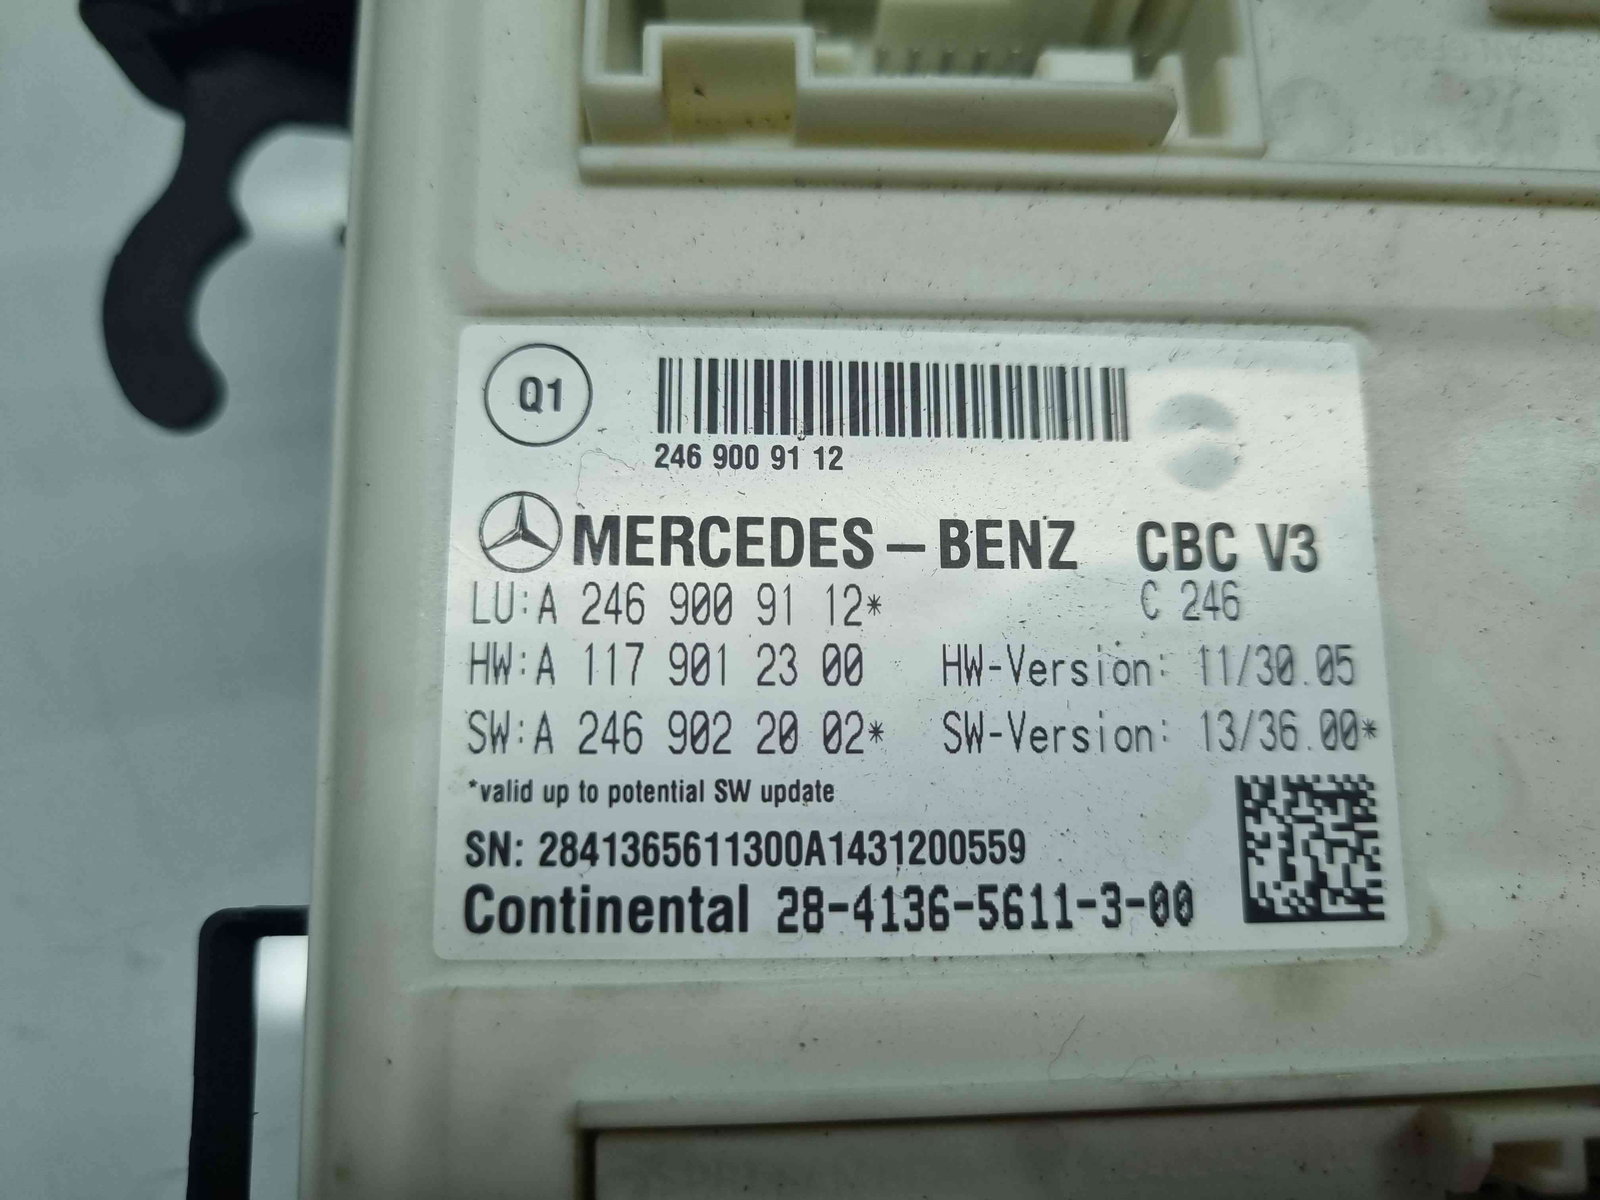 Q1
246 900 91 12
MERCEDES-BENZ CBC V3
LU:A 246 900 91 12* C 246
HW:A 117 901 23 00 HW-Version: 11/30.05
SW:A 246 902 20 02* SW-Version: 13/36.00*
*valid up to potential SW update
SN: 2841365611300A1431200559
Continental 28-4136-5611-3-00